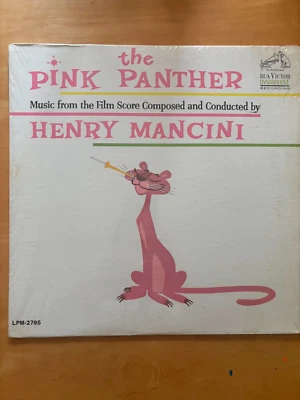 the
PINK PANTHER
RCA VICTOR
DYNAGROOVE
RECORDING
Music from the Film Score Composed and Conducted by
HENRY MANCINI
LPM-2795